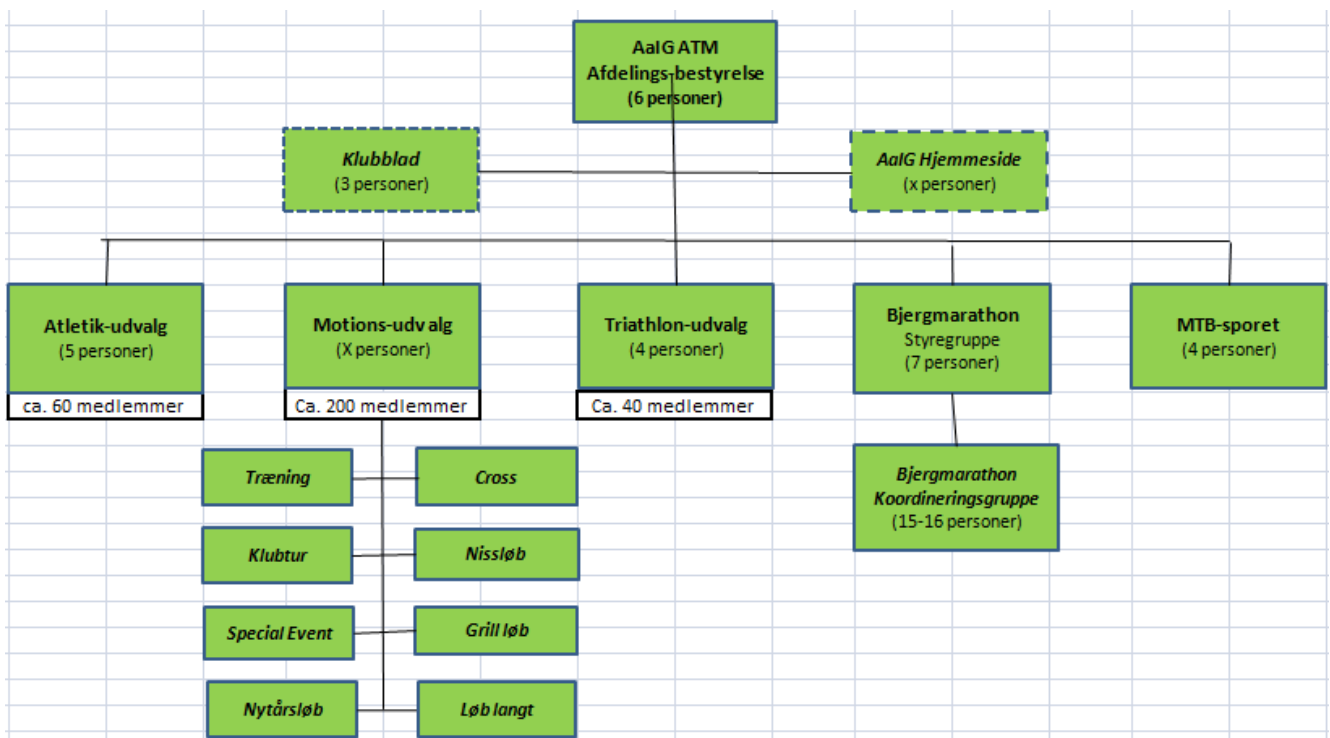 AaIG ATM
Afdelings-bestyrelse
(6 personer)
Klubblad
(3 personer)
AaIG Hjemmeside
(x personer)
Atletik-udvalg
(5 personer)
ca. 60 medlemmer
Motions-udvalg
(X personer)
Ca. 200 medlemmer
Triathlon-udvalg
(4 personer)
Ca. 40 medlemmer
Bjergmarathon
Styregruppe
(7 personer)
MTB-sporet
(4 personer)
Træning
Cross
Klubtur
Nissløb
Special Event
Grill løb
Nytårsløb
Løb langt
Bjergmarathon
Koordineringsgruppe
(15-16 personer)